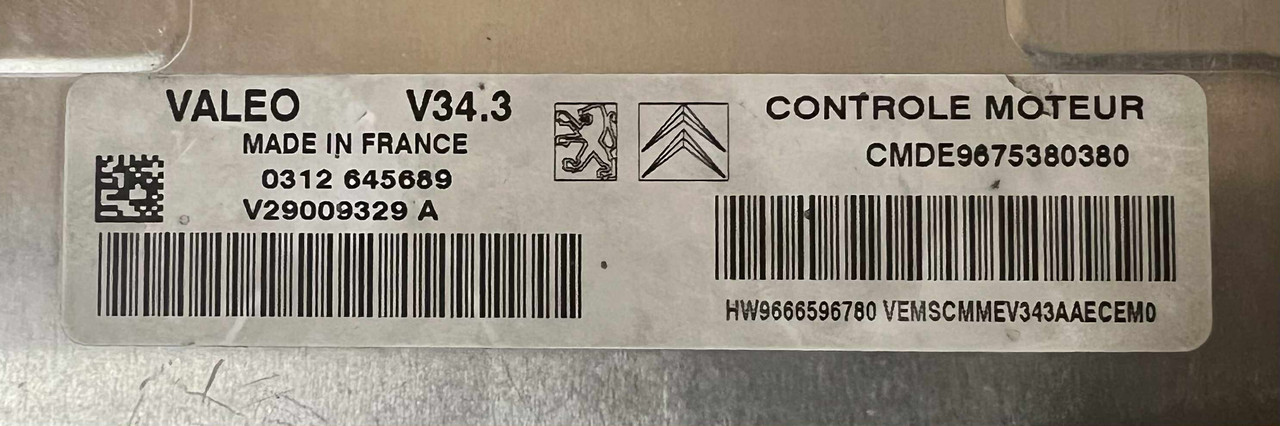 VALEO V34.3
MADE IN FRANCE
0312 645689
V29009329 A
CONTROLE MOTEUR
CMDE9675380380
HW9666596780 VEMSCMMEV343AAECEM0